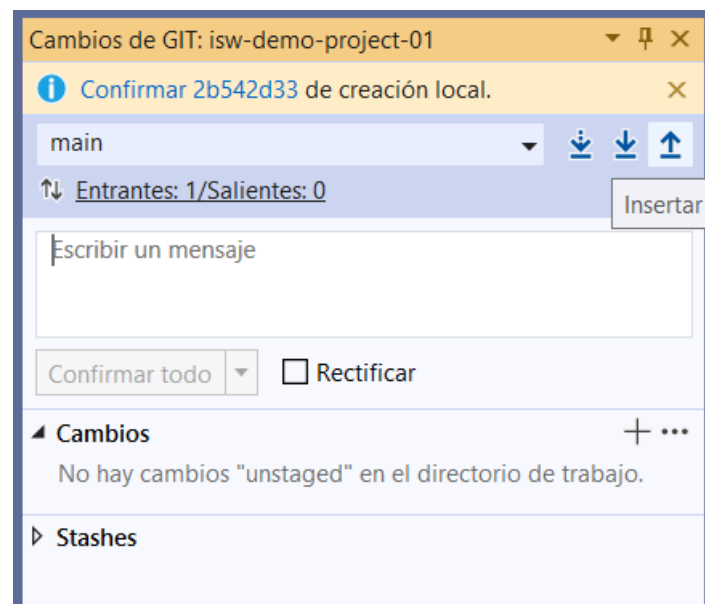 Cambios de GIT: isw-demo-project-01
Confirmar 2b542d33 de creación local.
main
Entrantes: 1/Salientes: 0
Insertar
Escribir un mensaje
Confirmar todo
Rectificar
Cambios
No hay cambios "unstaged" en el directorio de trabajo.
Stashes